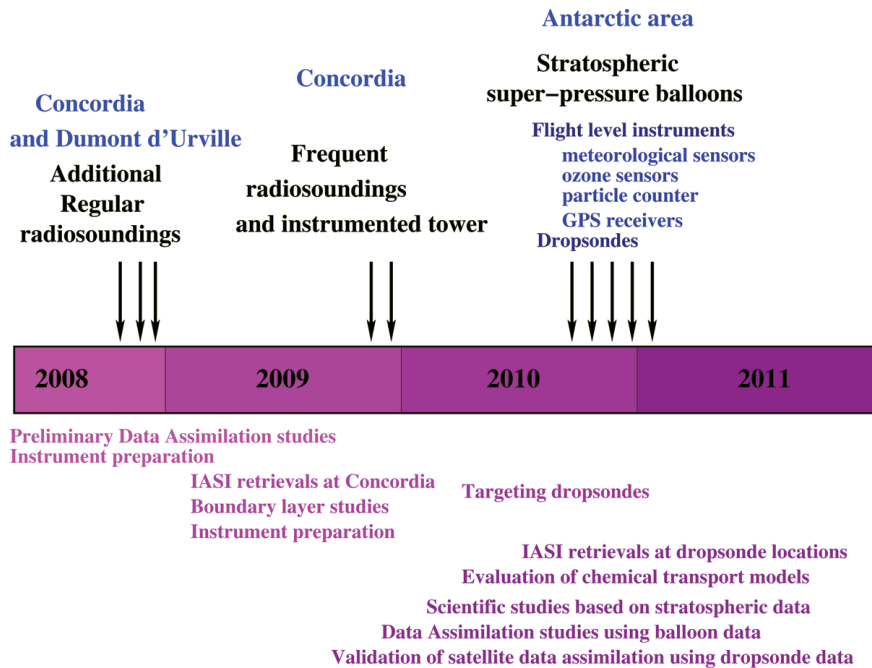 Antarctic area
Stratospheric
super-pressure balloons
Flight level instruments
meteorological sensors
ozone sensors
particle counter
GPS receivers
Dropsondes
Concordia
Frequent
radiosoundings
and instrumented tower
Concordia
and Dumont d'Urville
Additional
Regular
radiosoundings
2008
2009
2010
2011
Preliminary Data Assimilation studies
Instrument preparation
IASI retrievals at Concordia
Boundary layer studies
Instrument preparation
Targeting dropsondes
IASI retrievals at dropsonde locations
Evaluation of chemical transport models
Scientific studies based on stratospheric data
Data Assimilation studies using balloon data
Validation of satellite data assimilation using dropsonde data